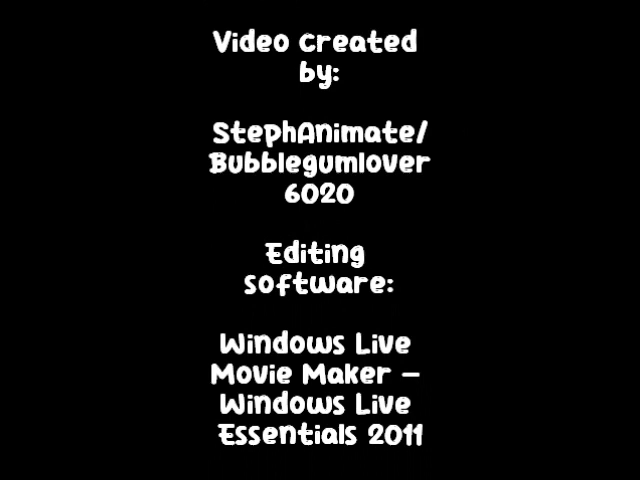 Video created
by:
StephAnimate/
Bubblegumlover
6020
Editing
software:
Windows Live
Movie Maker –
Windows Live
Essentials 2011